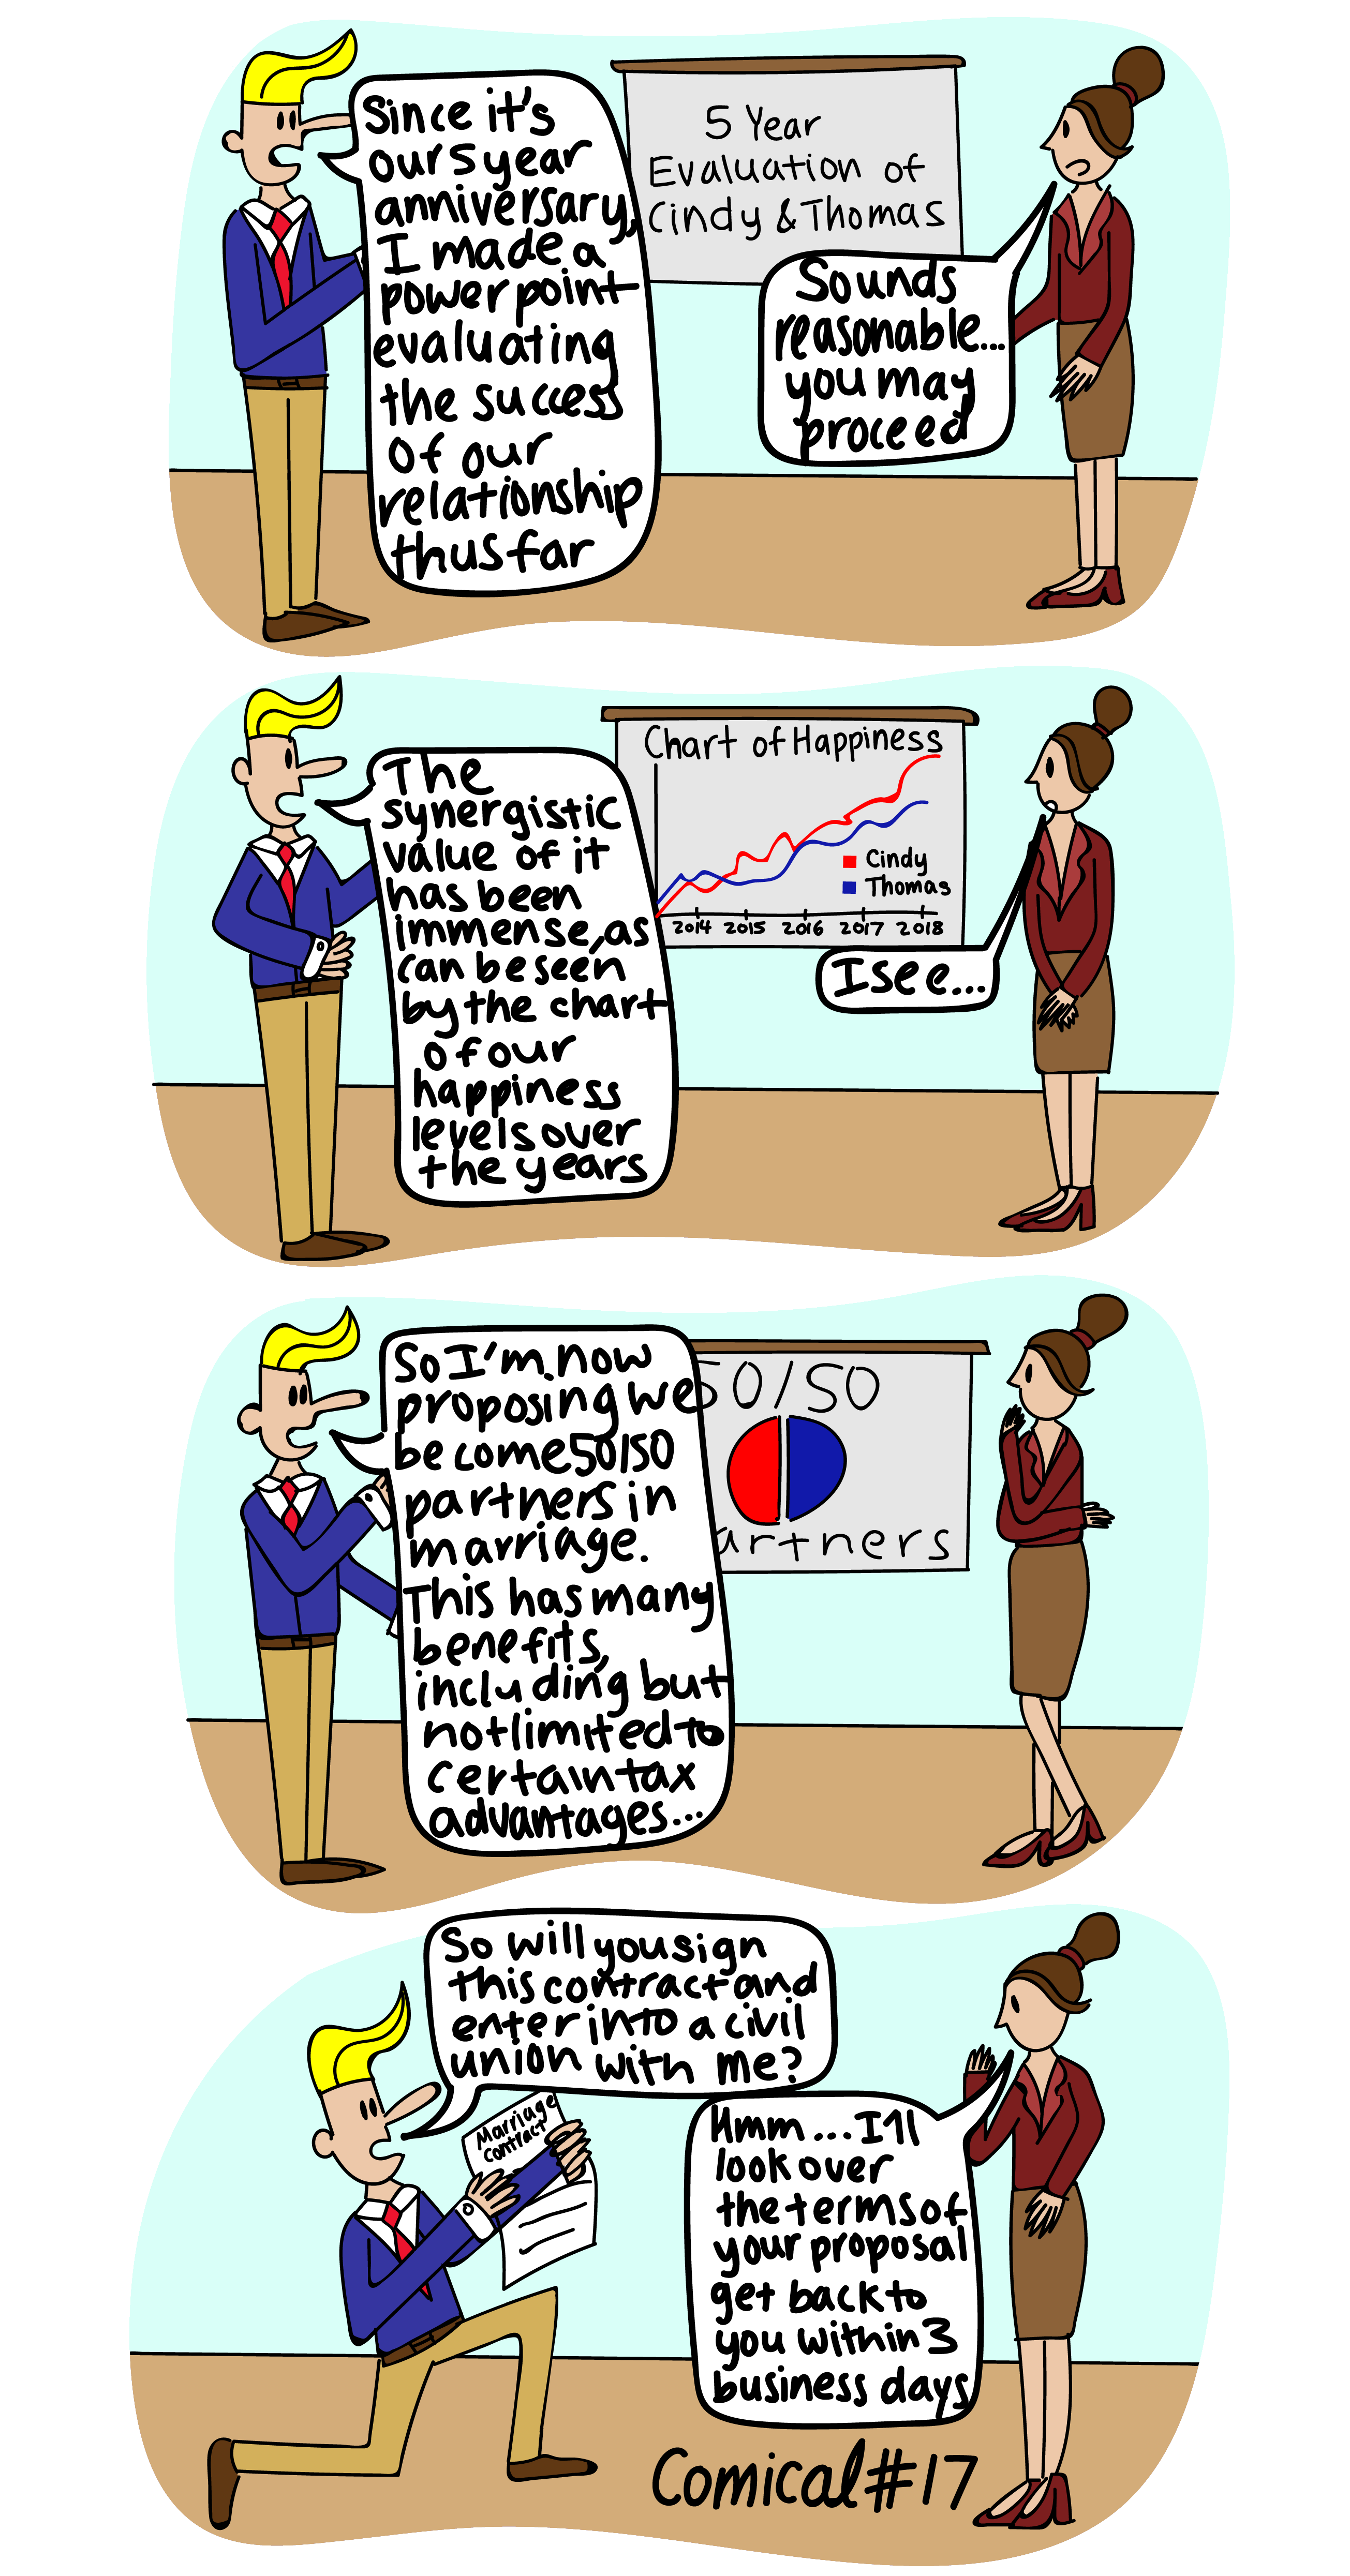 Since it's
our 5 year
anniversary,
I made a
powerpoint
evaluating
the success
of our
relationship
thus far
5 Year
Evaluation of
Cindy & Thomas
Sounds
reasonable...
you may
proceed
The
synergistic
value of it
has been
immense, as
can be seen
by the chart
of our
happiness
levels over
the years
Chart of Happiness
Cindy
Thomas
2014 2015 2016 2017 2018
I see...
So I'm now
proposing we
become 50/50
partners in
marriage.
This has many
benefits,
including but
not limited to
certain tax
advantages...
50/50
artners
So will you sign
this contract and
enter into a civil
union with me?
Marriage
contract
Hmm...I'll
look over
the terms of
your proposal
get back to
you within 3
business days
Comical #17